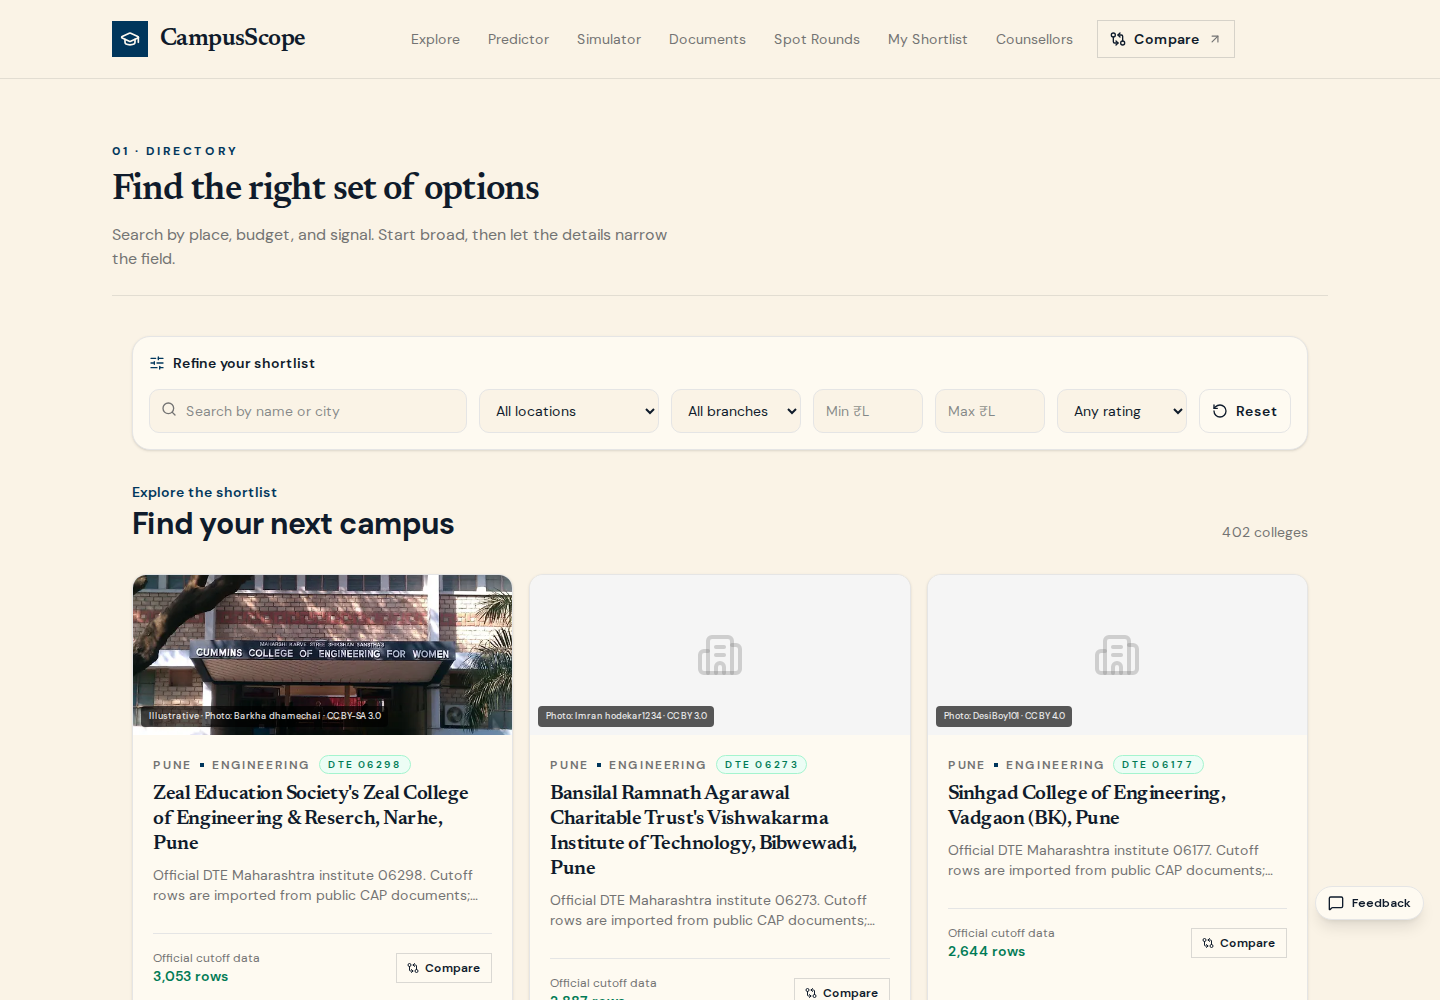 CampusScope
Explore
Predictor
Simulator
Documents
Spot Rounds
My Shortlist
Counsellors
Compare
01 · DIRECTORY
Find the right set of options
Search by place, budget, and signal. Start broad, then let the details narrow
the field.
Refine your shortlist
Search by name or city
All locations
All branches
Min ₹L
Max ₹L
Any rating
Reset
Explore the shortlist
Find your next campus
402 colleges
MAHARSHI KARVE STREE SHIKSHAN SANSTHA'S
CUMMINS COLLEGE OF ENGINEERING FOR WOMEN
Illustrative · Photo: Barkha dhamechai · CC BY-SA 3.0
PUNE ▪ ENGINEERING DTE 06298
Zeal Education Society's Zeal College
of Engineering & Reserch, Narhe,
Pune
Official DTE Maharashtra institute 06298. Cutoff
rows are imported from public CAP documents;…
Official cutoff data
3,053 rows
Compare
Photo: Imran hodekar1234 · CC BY 3.0
PUNE ▪ ENGINEERING DTE 06273
Bansilal Ramnath Agarawal
Charitable Trust's Vishwakarma
Institute of Technology, Bibwewadi,
Pune
Official DTE Maharashtra institute 06273. Cutoff
rows are imported from public CAP documents;…
Official cutoff data
2,887 rows
Compare
Photo: DesiBoy101 · CC BY 4.0
PUNE ▪ ENGINEERING DTE 06177
Sinhgad College of Engineering,
Vadgaon (BK), Pune
Official DTE Maharashtra institute 06177. Cutoff
rows are imported from public CAP documents;…
Official cutoff data
2,644 rows
Compare
Feedback